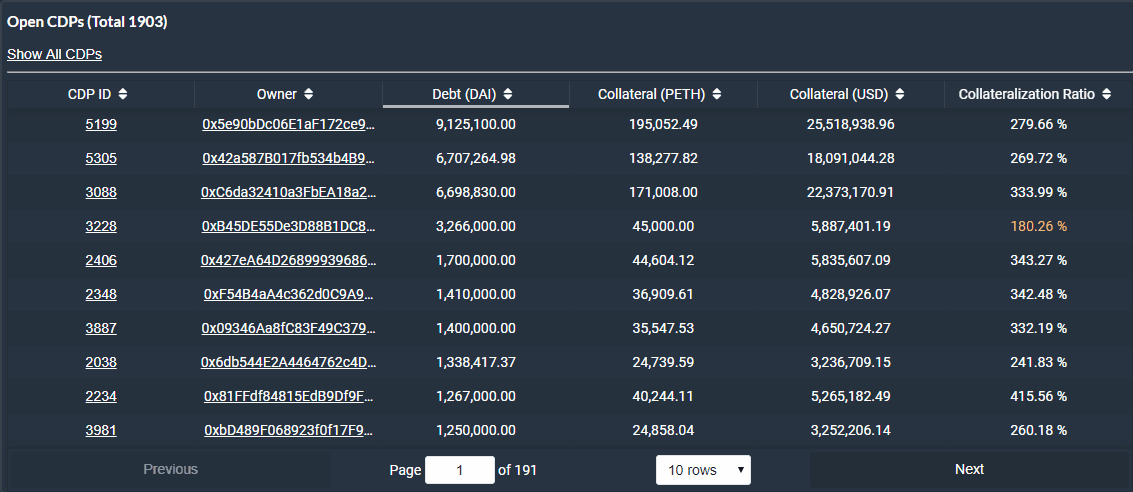 Open CDPs (Total 1903)
Show All CDPs
CDP ID Owner Debt (DAI) Collateral (PETH) Collateral (USD) Collateralization Ratio
5199 0x5e90bDc06E1aF172ce9... 9,125,100.00 195,052.49 25,518,938.96 279.66 %
5305 0x42a587B017fb534b4B9... 6,707,264.98 138,277.82 18,091,044.28 269.72 %
3088 0xC6da32410a3FbEA18a2... 6,698,830.00 171,008.00 22,373,170.91 333.99 %
3228 0xB45DE55De3D88B1DC8... 3,266,000.00 45,000.00 5,887,401.19 180.26 %
2406 0x427eA64D26899939686... 1,700,000.00 44,604.12 5,835,607.09 343.27 %
2348 0xF54B4aA4c362d0C9A9... 1,410,000.00 36,909.61 4,828,926.07 342.48 %
3887 0x09346Aa8fC83F49C379... 1,400,000.00 35,547.53 4,650,724.27 332.19 %
2038 0x6db544E2A4464762c4D... 1,338,417.37 24,739.59 3,236,709.15 241.83 %
2234 0x81FFdf84815EdB9Df9F... 1,267,000.00 40,244.11 5,265,182.49 415.56 %
3981 0xbD489F068923f0f17F9... 1,250,000.00 24,858.04 3,252,206.14 260.18 %
Previous Page 1 of 191 10 rows Next